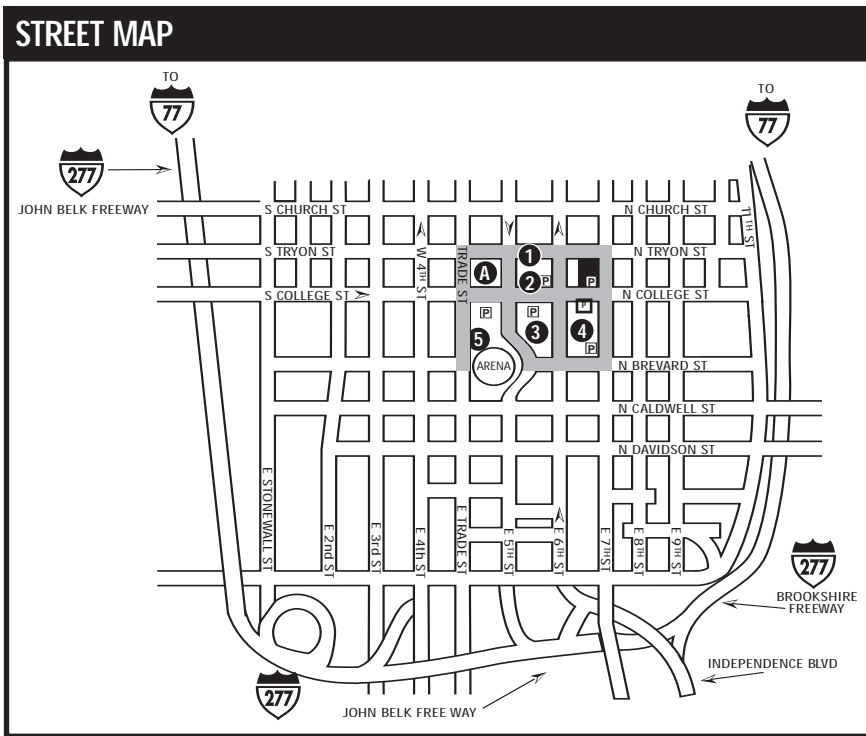 STREET MAP
TO
77
TO
77
277
JOHN BELK FREEWAY
S CHURCH ST
N CHURCH ST
11TH ST
S TRYON ST
W 4TH ST
TRADE ST
1
N TRYON ST
A
2
P
P
S COLLEGE ST
N COLLEGE ST
P
P
P
5
3
4
P
ARENA
N BREVARD ST
N CALDWELL ST
N DAVIDSON ST
E STONEWALL ST
E 2nd ST
E 3rd ST
E 4th ST
E TRADE ST
E 5TH ST
E 6TH ST
E 7THST
E 8TH ST
E 9TH ST
277
BROOKSHIRE
FREEWAY
INDEPENDENCE BLVD
277
JOHN BELK FREE WAY